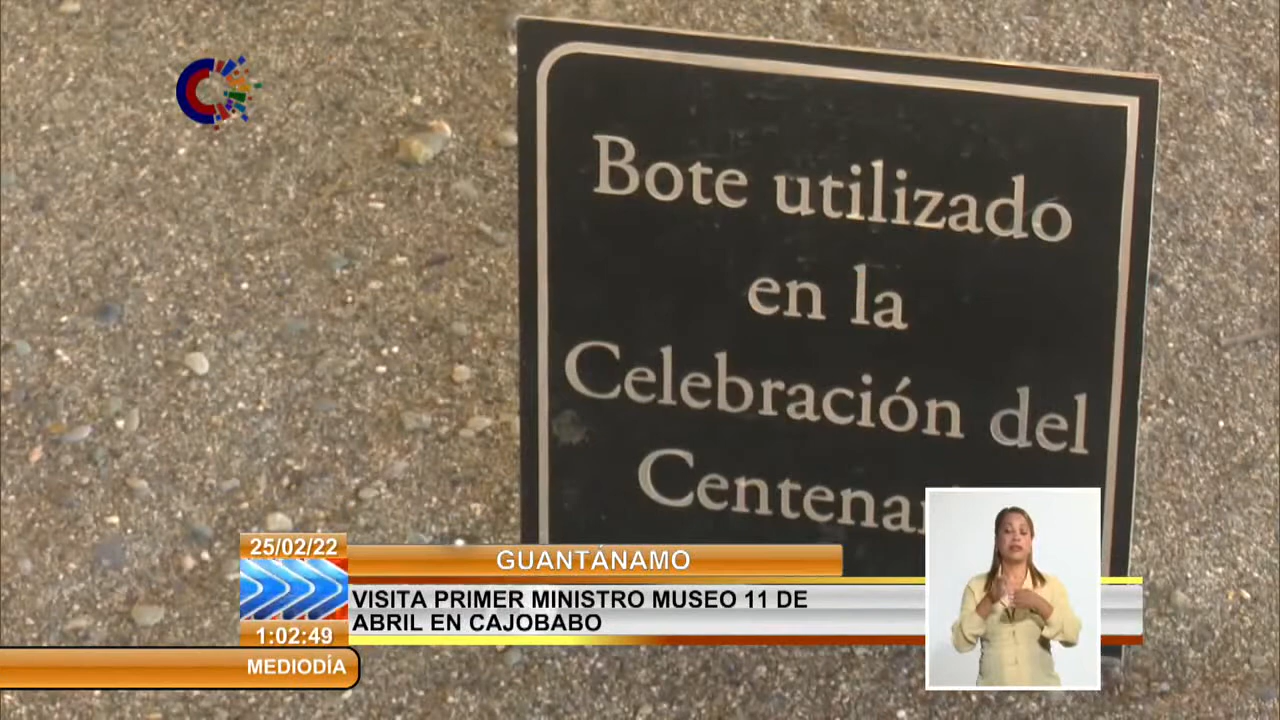 Bote utilizado
en la
Celebración del
25/02/22
GUANTÁNAMO
VISITA PRIMER MINISTRO MUSEO 11 DE
ABRIL EN CAJOBABO
1:02:49
MEDIODÍA